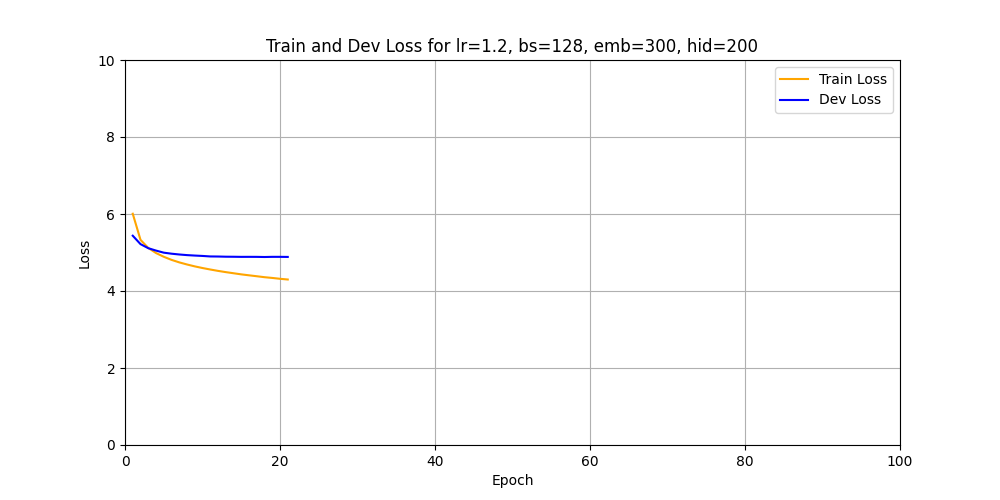 Train and Dev Loss for lr=1.2, bs=128, emb=300, hid=200
10
8
6
4
2
0
Loss
Train Loss
Dev Loss
0 20 40 60 80 100
Epoch